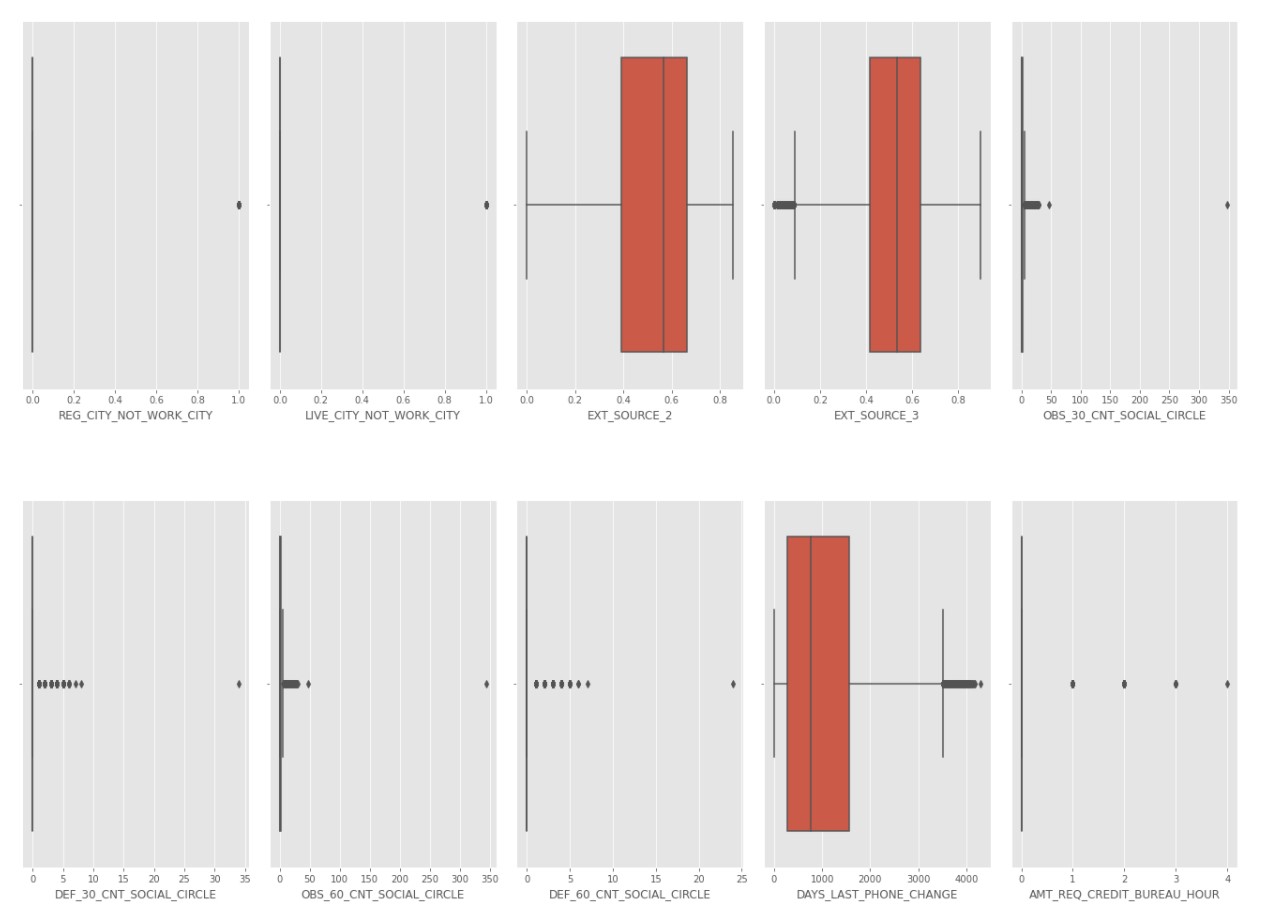 0.0 0.2 0.4 0.6 0.8 1.0
REG_CITY_NOT_WORK_CITY
0.0 0.2 0.4 0.6 0.8 1.0
LIVE_CITY_NOT_WORK_CITY
0.0 0.2 0.4 0.6 0.8
EXT_SOURCE_2
0.0 0.2 0.4 0.6 0.8
EXT_SOURCE_3
0 50 100 150 200 250 300 350
OBS_30_CNT_SOCIAL_CIRCLE
0 5 10 15 20 25 30 35
DEF_30_CNT_SOCIAL_CIRCLE
0 50 100 150 200 250 300 350
OBS_60_CNT_SOCIAL_CIRCLE
0 5 10 15 20 25
DEF_60_CNT_SOCIAL_CIRCLE
0 1000 2000 3000 4000
DAYS_LAST_PHONE_CHANGE
0 1 2 3 4
AMT_REQ_CREDIT_BUREAU_HOUR